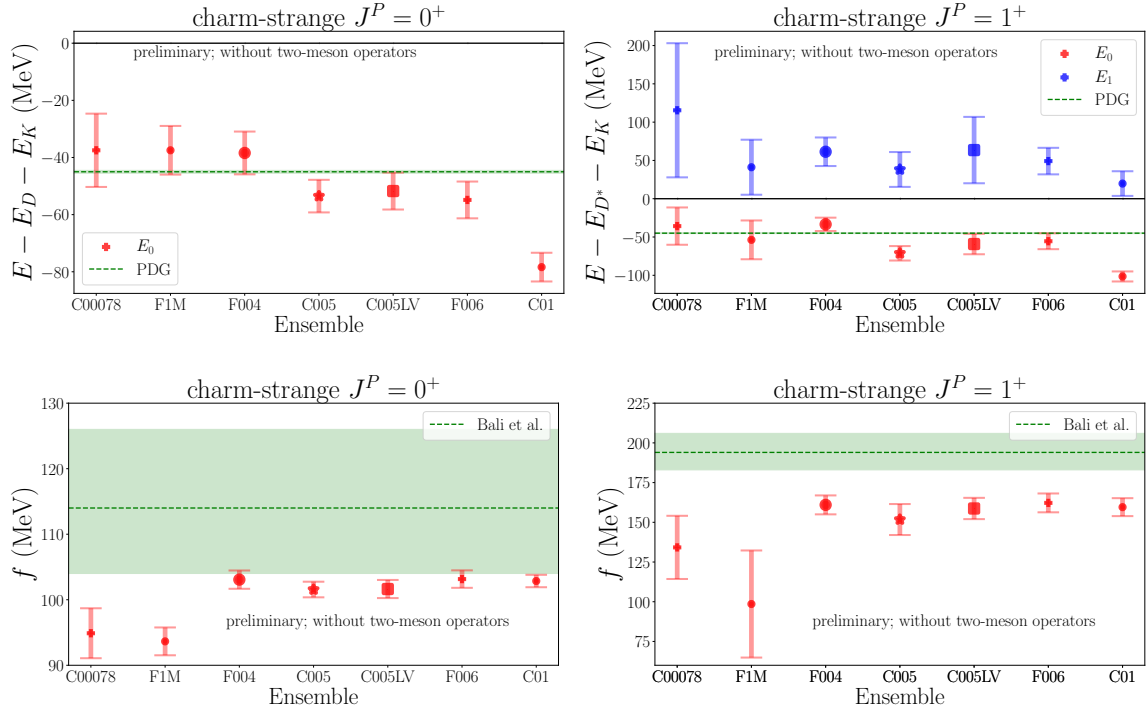 charm-strange $J^P = 0^+$
preliminary; without two-meson operators
0
−20
−40
−60
−80
$E - E_D - E_K$ (MeV)
$E_0$
PDG
C00078 F1M F004 C005 C005LV F006 C01
Ensemble
charm-strange $J^P = 1^+$
preliminary; without two-meson operators
200
150
100
50
0
−50
−100
$E - E_{D^*} - E_K$ (MeV)
$E_0$
$E_1$
PDG
C00078 F1M F004 C005 C005LV F006 C01
Ensemble
charm-strange $J^P = 0^+$
130
120
110
100
90
$f$ (MeV)
Bali et al.
preliminary; without two-meson operators
C00078 F1M F004 C005 C005LV F006 C01
Ensemble
charm-strange $J^P = 1^+$
225
200
175
150
125
100
75
$f$ (MeV)
Bali et al.
preliminary; without two-meson operators
C00078 F1M F004 C005 C005LV F006 C01
Ensemble